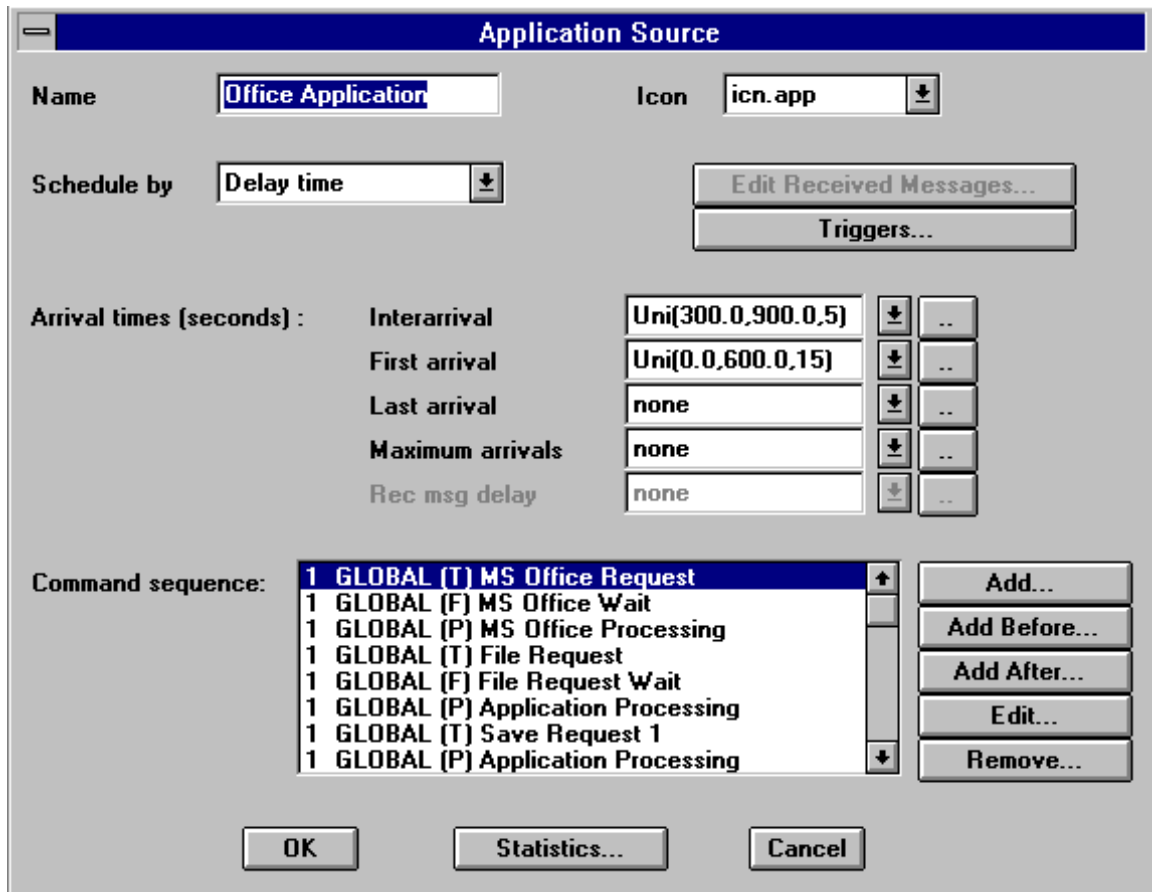 Application Source
Name Office Application Icon icn.app
Schedule by Delay time Edit Received Messages...
Triggers...
Arrival times (seconds) : Interarrival Uni(300.0,900.0,5) ..
First arrival Uni(0.0,600.0,15) ..
Last arrival none ..
Maximum arrivals none ..
Rec msg delay none ..
Command sequence: 1 GLOBAL (T) MS Office Request Add...
1 GLOBAL (F) MS Office Wait
1 GLOBAL (P) MS Office Processing Add Before...
1 GLOBAL (T) File Request
1 GLOBAL (F) File Request Wait Add After...
1 GLOBAL (P) Application Processing Edit...
1 GLOBAL (T) Save Request 1
1 GLOBAL (P) Application Processing Remove...
OK Statistics... Cancel